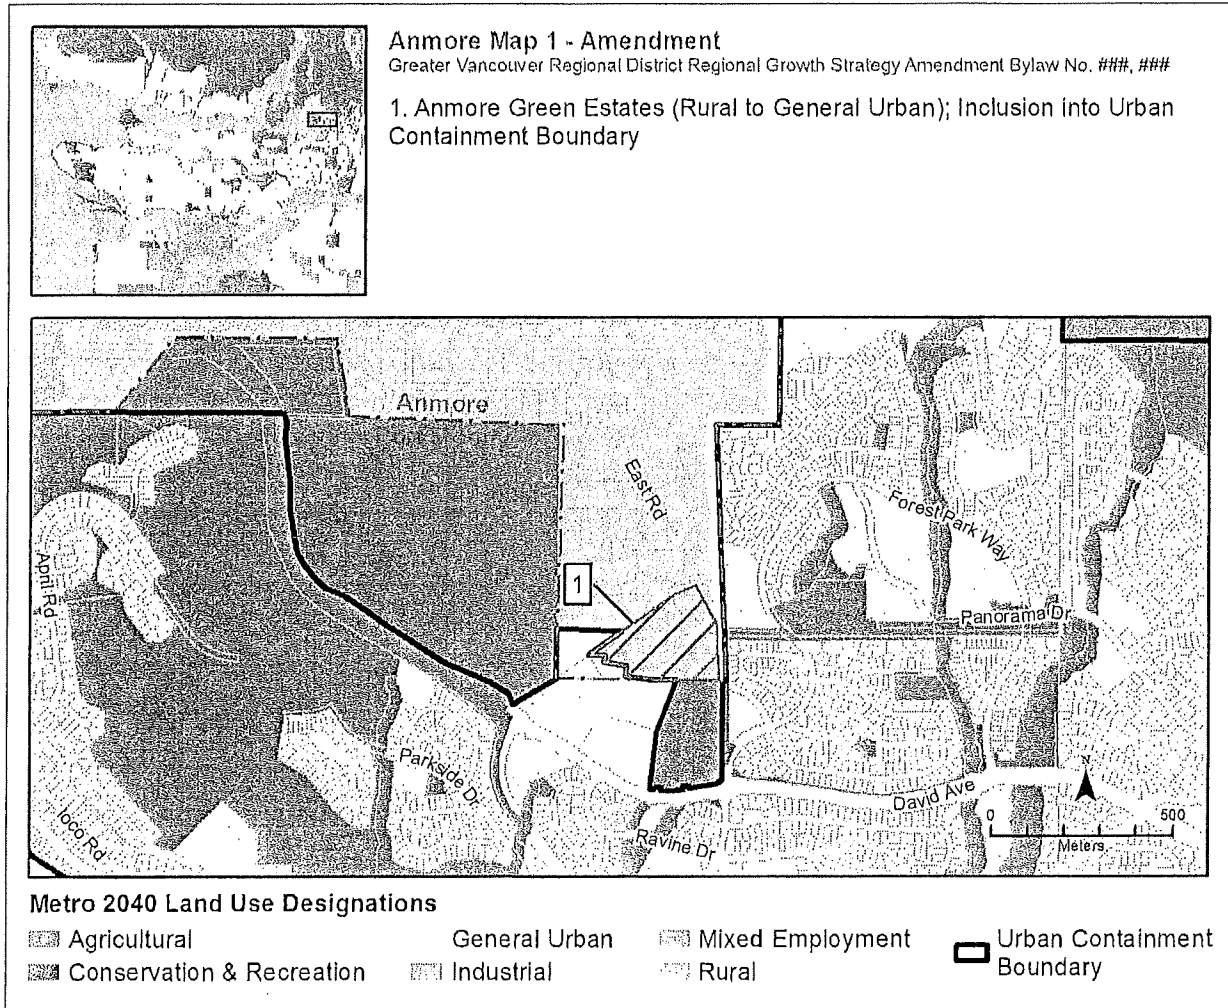 Anmore Map 1 - Amendment
Greater Vancouver Regional District Regional Growth Strategy Amendment Bylaw No. ###, ###
1. Anmore Green Estates (Rural to General Urban); Inclusion into Urban
Containment Boundary
Anmore
East Rd
Forest Park Way
1
April Rd
Panorama Dr
Parkside Dr
David Ave
Ioco Rd
Ravine Dr
N
0 500
Meters
Metro 2040 Land Use Designations
Agricultural
Conservation & Recreation
General Urban
Industrial
Mixed Employment
Rural
Urban Containment
Boundary